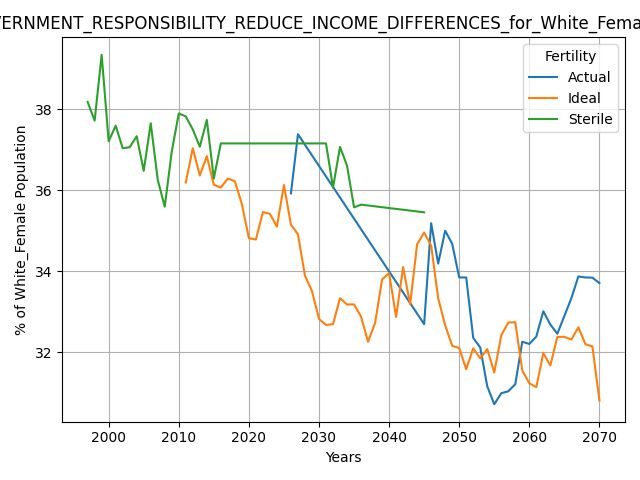 VERNMENT_RESPONSIBILITY_REDUCE_INCOME_DIFFERENCES_for_White_Fema
Fertility
Actual
Ideal
Sterile
% of White_Female Population
38
36
34
32
2000 2010 2020 2030 2040 2050 2060 2070
Years